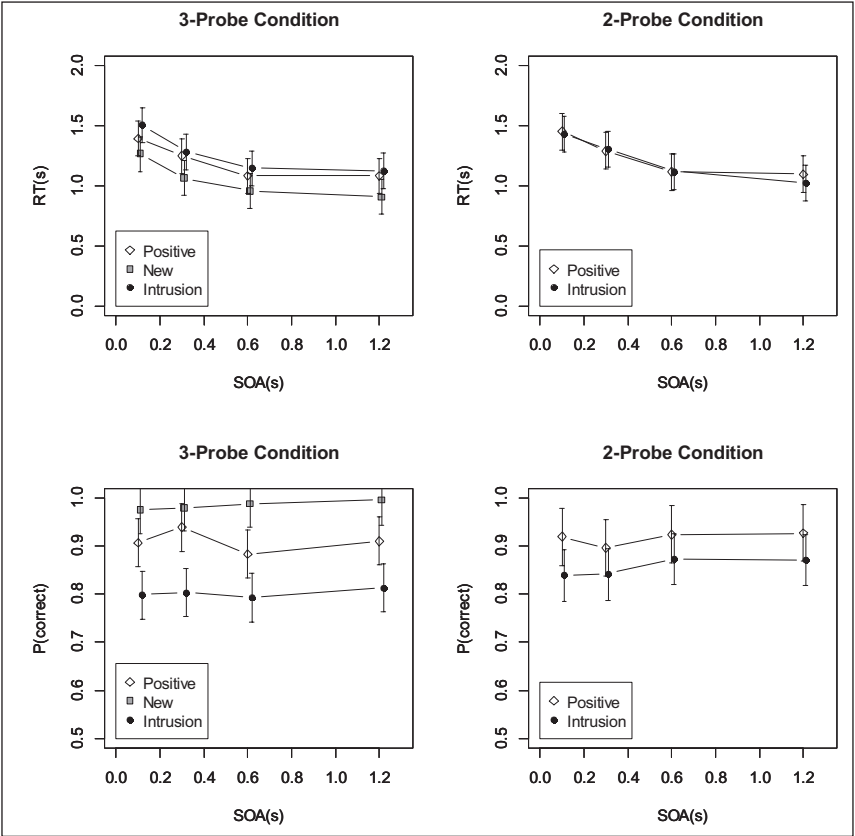 3-Probe Condition
2.0
1.5
1.0
0.5
0.0
RT(s)
Positive
New
Intrusion
0.0 0.2 0.4 0.6 0.8 1.0 1.2
SOA(s)
2-Probe Condition
2.0
1.5
1.0
0.5
0.0
RT(s)
Positive
Intrusion
0.0 0.2 0.4 0.6 0.8 1.0 1.2
SOA(s)
3-Probe Condition
1.0
0.9
0.8
0.7
0.6
0.5
P(correct)
Positive
New
Intrusion
0.0 0.2 0.4 0.6 0.8 1.0 1.2
SOA(s)
2-Probe Condition
1.0
0.9
0.8
0.7
0.6
0.5
P(correct)
Positive
Intrusion
0.0 0.2 0.4 0.6 0.8 1.0 1.2
SOA(s)